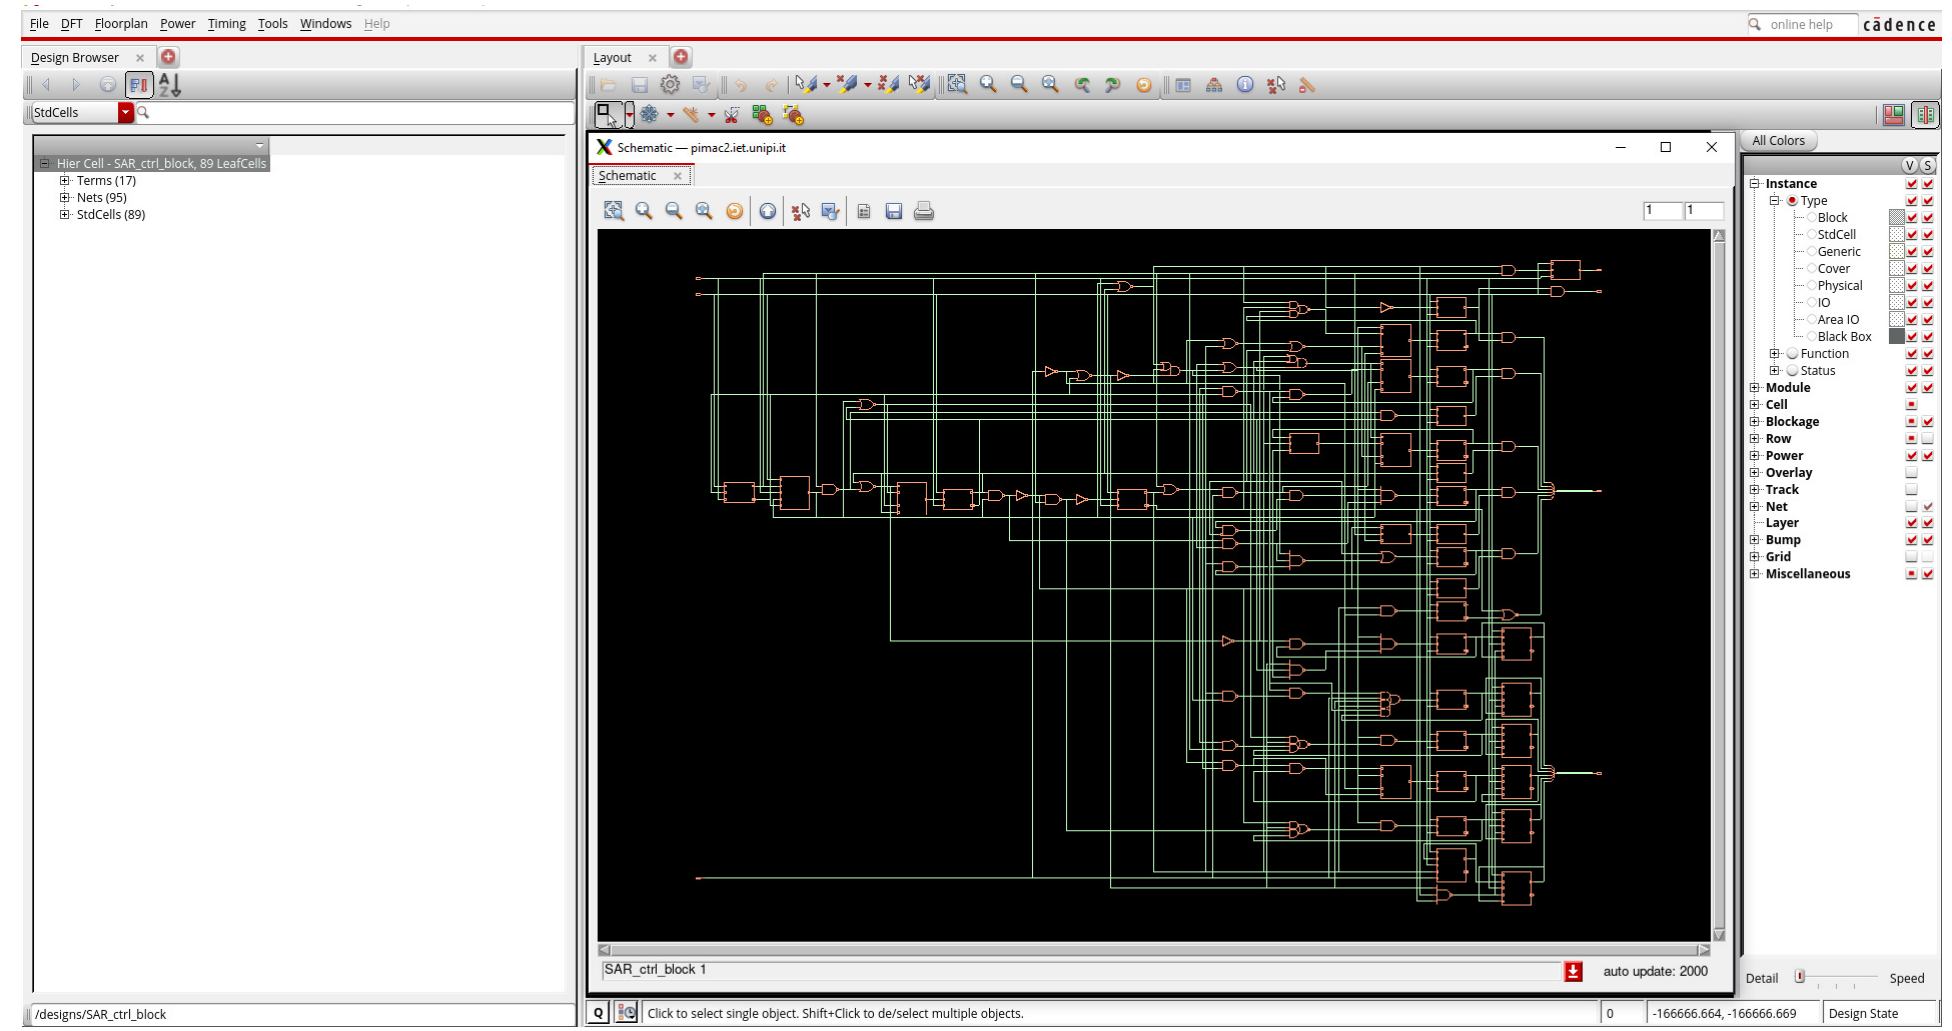 File DFT Floorplan Power Timing Tools Windows Help
online help cādence
Design Browser
Layout
StdCells
Hier Cell - SAR_ctrl_block, 89 LeafCells
Terms (17)
Nets (95)
StdCells (89)
Schematic — pimac2.iet.unipi.it
Schematic
1 1
SAR_ctrl_block 1
auto update: 2000
All Colors
V S
Instance
Type
Block
StdCell
Generic
Cover
Physical
IO
Area IO
Black Box
Function
Status
Module
Cell
Blockage
Row
Power
Overlay
Track
Net
Layer
Bump
Grid
Miscellaneous
Detail Speed
/designs/SAR_ctrl_block
Q Click to select single object. Shift+Click to de/select multiple objects.
0 -166666.664, -166666.669 Design State